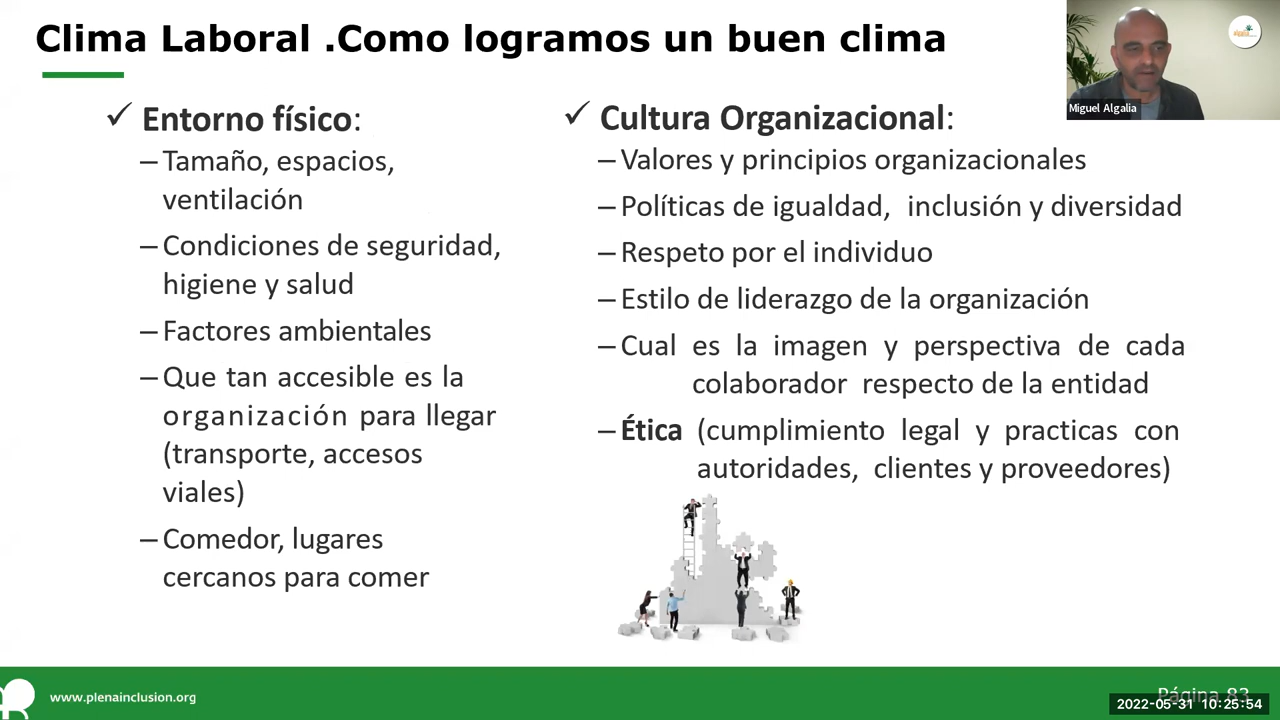 Clima Laboral .Como logramos un buen clima
✓ Entorno físico:
– Tamaño, espacios,
ventilación
– Condiciones de seguridad,
higiene y salud
– Factores ambientales
– Que tan accesible es la
organización para llegar
(transporte, accesos
viales)
– Comedor, lugares
cercanos para comer
✓ Cultura Organizacional:
– Valores y principios organizacionales
– Políticas de igualdad, inclusión y diversidad
– Respeto por el individuo
– Estilo de liderazgo de la organización
– Cual es la imagen y perspectiva de cada
colaborador respecto de la entidad
– Ética (cumplimiento legal y practicas con
autoridades, clientes y proveedores)
Miguel Algalia
www.plenainclusion.org
Página 83
2022-05-31 10:25:54